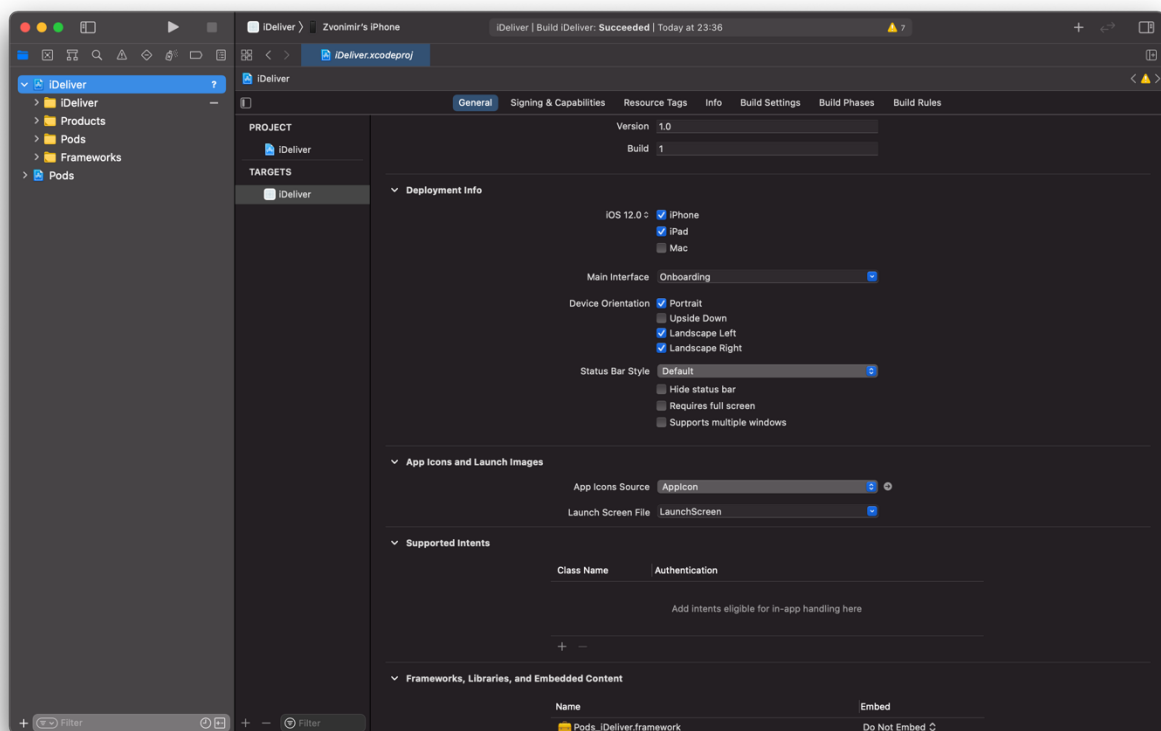 iDeliver 〉 Zvonimir's iPhone
iDeliver | Build iDeliver: Succeeded | Today at 23:36
7
iDeliver.xcodeproj
iDeliver ?
iDeliver
Products
Pods
Frameworks
Pods
Filter
iDeliver
General Signing & Capabilities Resource Tags Info Build Settings Build Phases Build Rules
PROJECT
iDeliver
TARGETS
iDeliver
Filter
Version 1.0
Build 1
Deployment Info
iOS 12.0 iPhone
iPad
Mac
Main Interface Onboarding
Device Orientation Portrait
Upside Down
Landscape Left
Landscape Right
Status Bar Style Default
Hide status bar
Requires full screen
Supports multiple windows
App Icons and Launch Images
App Icons Source AppIcon
Launch Screen File LaunchScreen
Supported Intents
Class Name Authentication
Add intents eligible for in-app handling here
Frameworks, Libraries, and Embedded Content
Name Embed
Pods_iDeliver.framework Do Not Embed